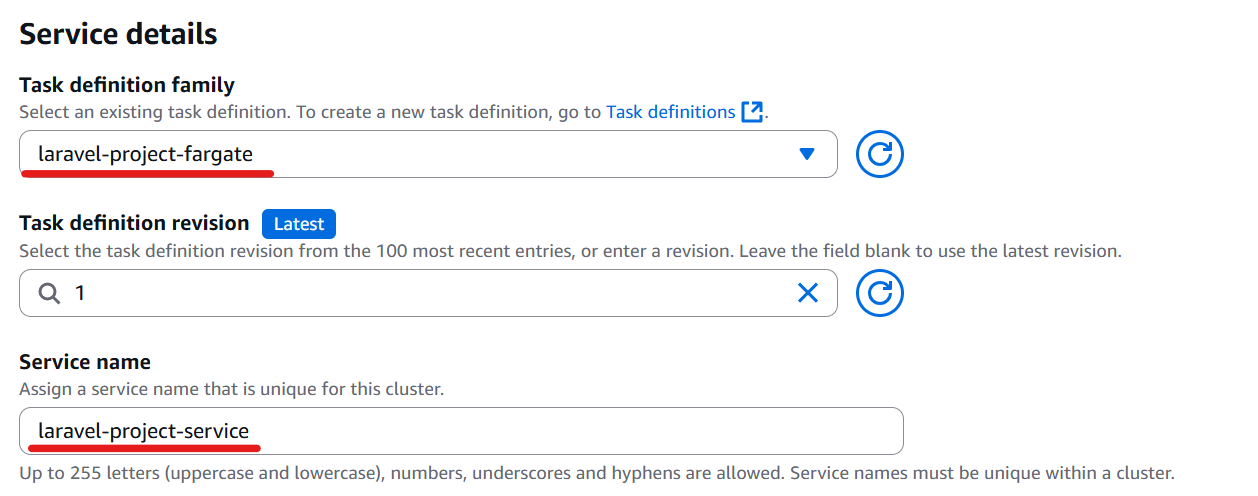 Service details
Task definition family
Select an existing task definition. To create a new task definition, go to Task definitions.
laravel-project-fargate
Task definition revision Latest
Select the task definition revision from the 100 most recent entries, or enter a revision. Leave the field blank to use the latest revision.
1
Service name
Assign a service name that is unique for this cluster.
laravel-project-service
Up to 255 letters (uppercase and lowercase), numbers, underscores and hyphens are allowed. Service names must be unique within a cluster.